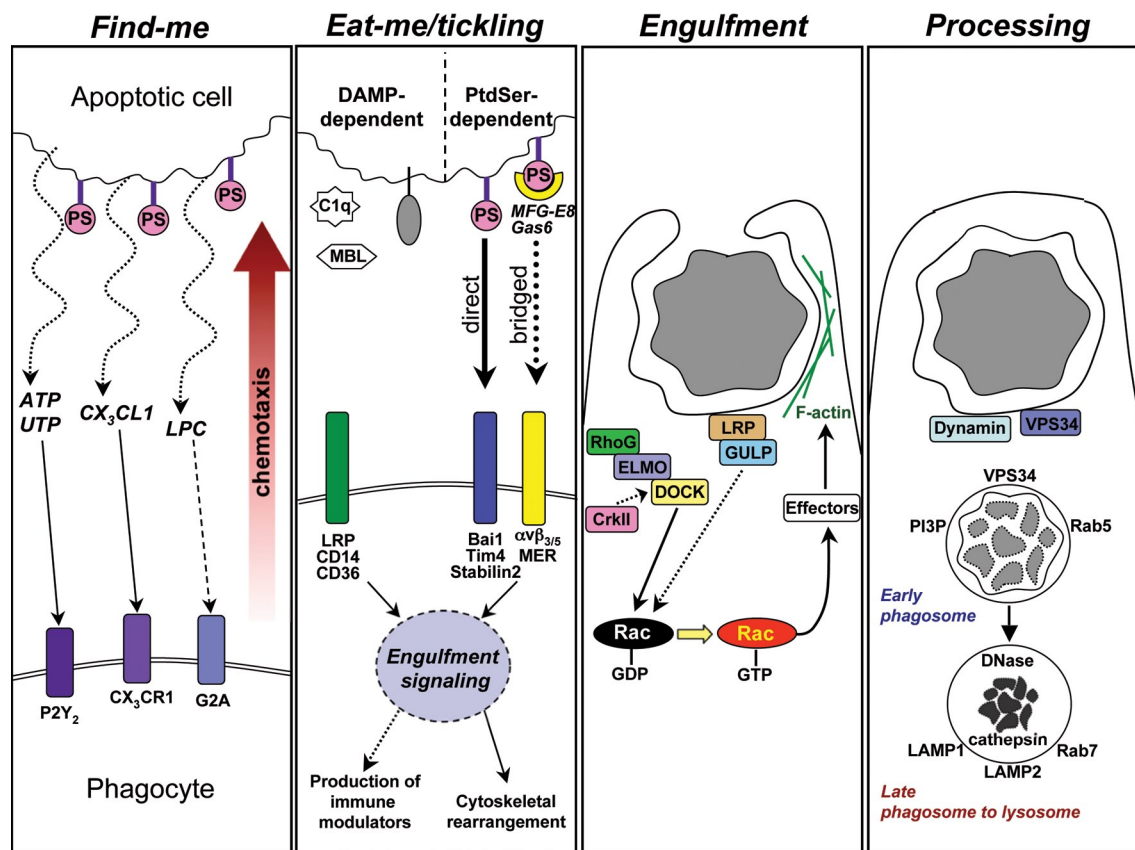 Find-me
Apoptotic cell
PS
PS
PS
chemotaxis
ATP
UTP
CX3CL1
LPC
P2Y2
CX3CR1
G2A
Phagocyte
Eat-me/tickling
DAMP-
dependent
PtdSer-
dependent
C1q
MBL
PS
PS
MFG-E8
Gas6
direct
bridged
LRP
CD14
CD36
Bai1
Tim4
Stabilin2
αvβ3/5
MER
Engulfment
signaling
Production of
immune
modulators
Cytoskeletal
rearrangement
Engulfment
F-actin
LRP
GULP
RhoG
ELMO
DOCK
CrkII
Effectors
Rac
GDP
Rac
GTP
Processing
Dynamin
VPS34
VPS34
PI3P
Rab5
Early
phagosome
DNase
cathepsin
LAMP1
Rab7
LAMP2
Late
phagosome to lysosome